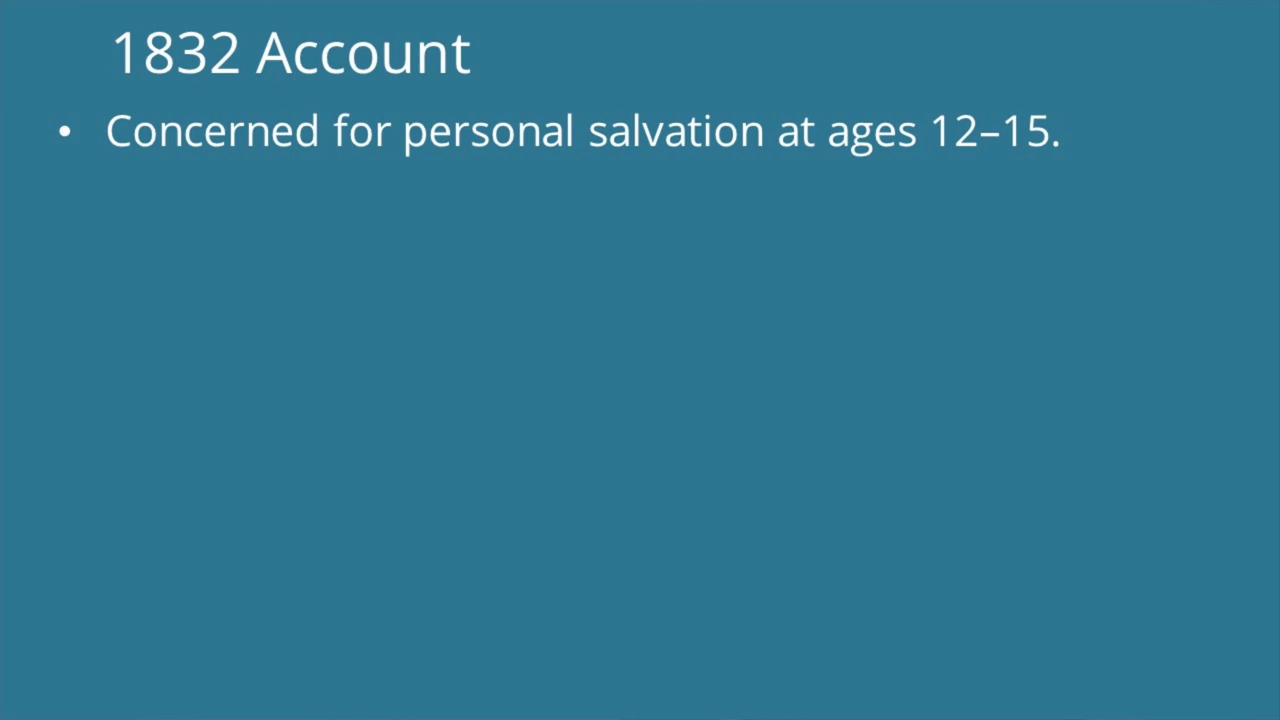 1832 Account
• Concerned for personal salvation at ages 12–15.